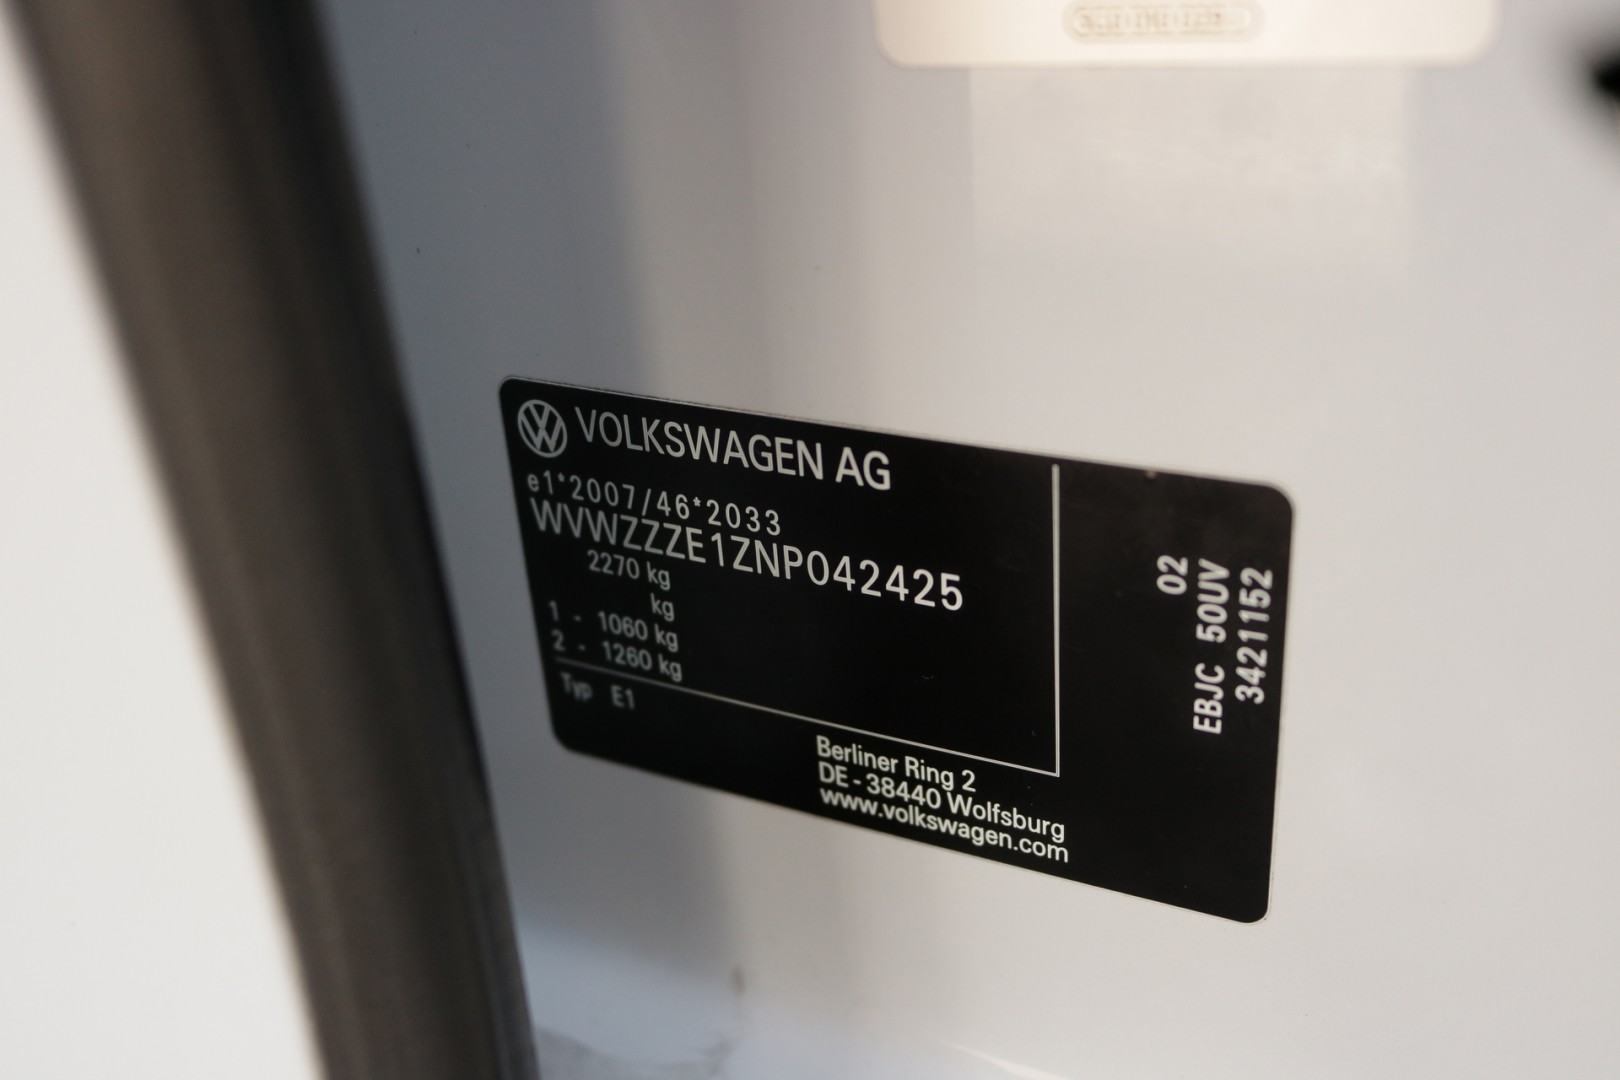 VOLKSWAGEN AG
e1*2007/46*2033
WVWZZZE1ZNP042425
2270 kg
kg
1 - 1060 kg
2 - 1260 kg
Typ E1
Berliner Ring 2
DE - 38440 Wolfsburg
www.volkswagen.com
02
EBJC 50UV
3421152